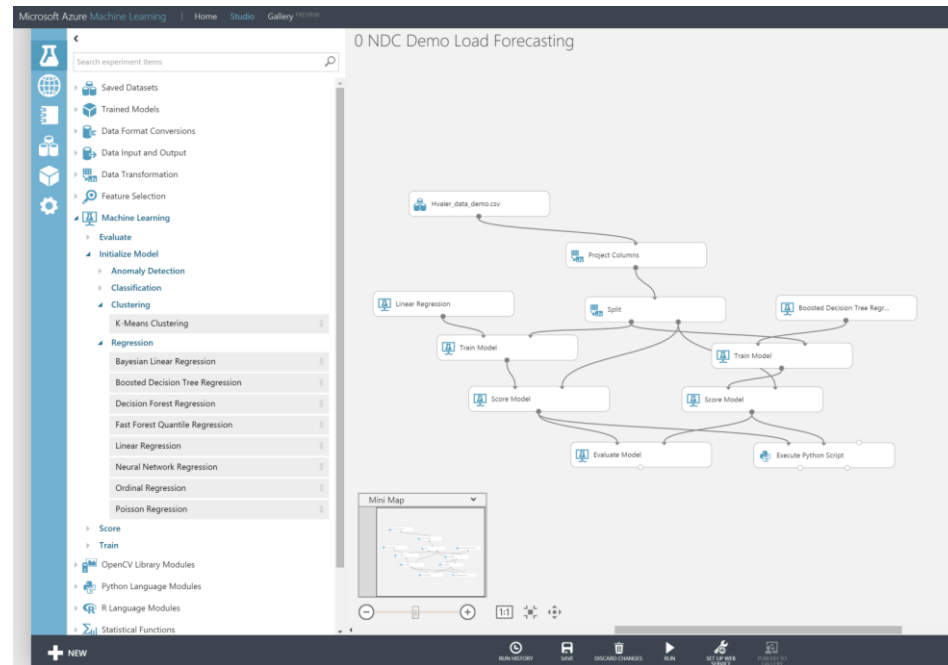 Microsoft Azure Machine Learning | Home Studio Gallery PREVIEW
Search experiment items
Saved Datasets
Trained Models
Data Format Conversions
Data Input and Output
Data Transformation
Feature Selection
Machine Learning
Evaluate
Initialize Model
Anomaly Detection
Classification
Clustering
K-Means Clustering
Regression
Bayesian Linear Regression
Boosted Decision Tree Regression
Decision Forest Regression
Fast Forest Quantile Regression
Linear Regression
Neural Network Regression
Ordinal Regression
Poisson Regression
Score
Train
OpenCV Library Modules
Python Language Modules
R Language Modules
Statistical Functions
0 NDC Demo Load Forecasting
Hvaler_data_demo.csv
Project Columns
Linear Regression
Split
Boosted Decision Tree Regr...
Train Model
Train Model
Score Model
Score Model
Evaluate Model
Execute Python Script
Mini Map
1:1
NEW
RUN HISTORY
SAVE
DISCARD CHANGES
RUN
SET UP WEB
SERVICE
PUBLISH TO
GALLERY